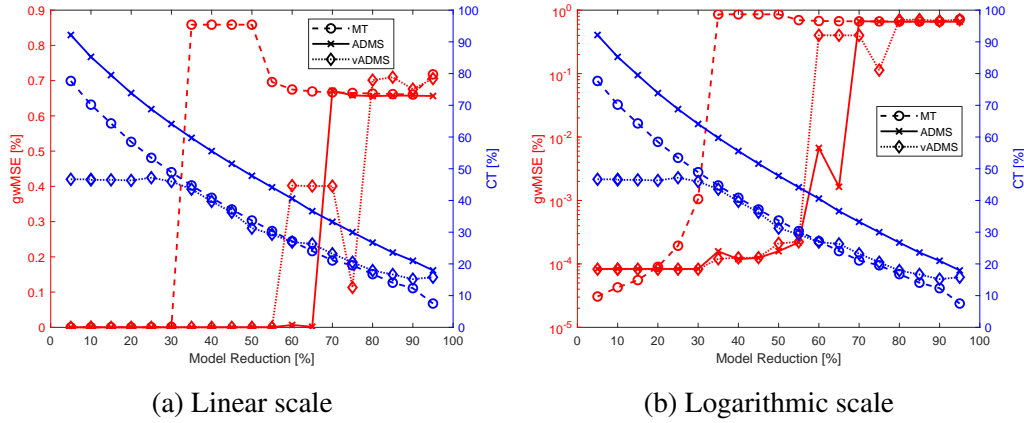 0.9
0.8
0.7
0.6
0.5
0.4
0.3
0.2
0.1
0
gwMSE [%]
0 10 20 30 40 50 60 70 80 90 100
Model Reduction [%]
100
90
80
70
60
50
40
30
20
10
0
CT [%]
MT
ADMS
vADMS
(a) Linear scale
10^0
10^-1
10^-2
10^-3
10^-4
10^-5
gwMSE [%]
0 10 20 30 40 50 60 70 80 90 100
Model Reduction [%]
100
90
80
70
60
50
40
30
20
10
0
CT [%]
MT
ADMS
vADMS
(b) Logarithmic scale